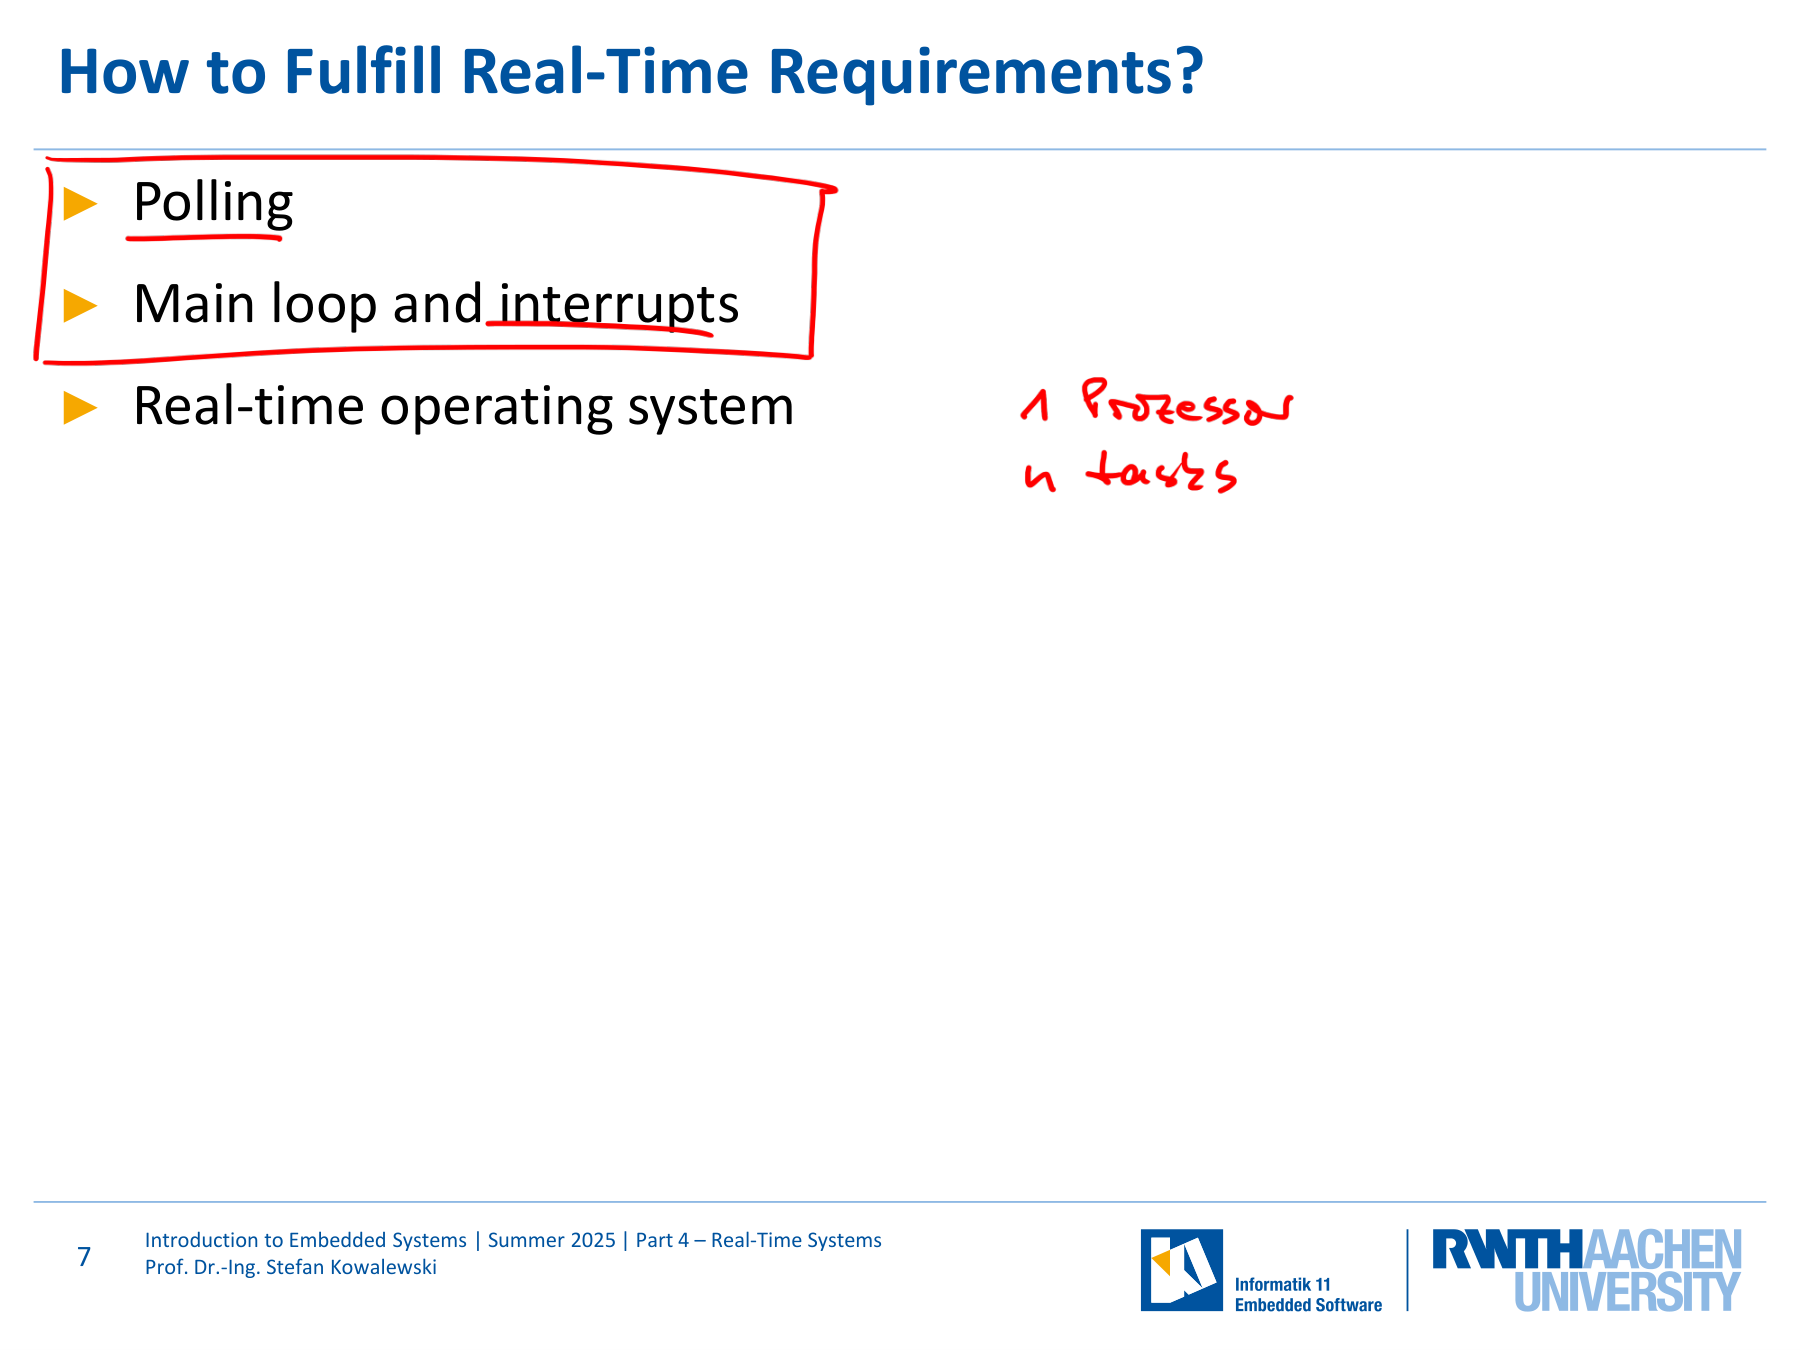 How to Fulfill Real-Time Requirements?
Polling
Main loop and interrupts
Real-time operating system
1 Prozessor
n tasks
7
Introduction to Embedded Systems | Summer 2025 | Part 4 – Real-Time Systems
Prof. Dr.-Ing. Stefan Kowalewski
Informatik 11
Embedded Software
RWTHAACHEN
UNIVERSITY